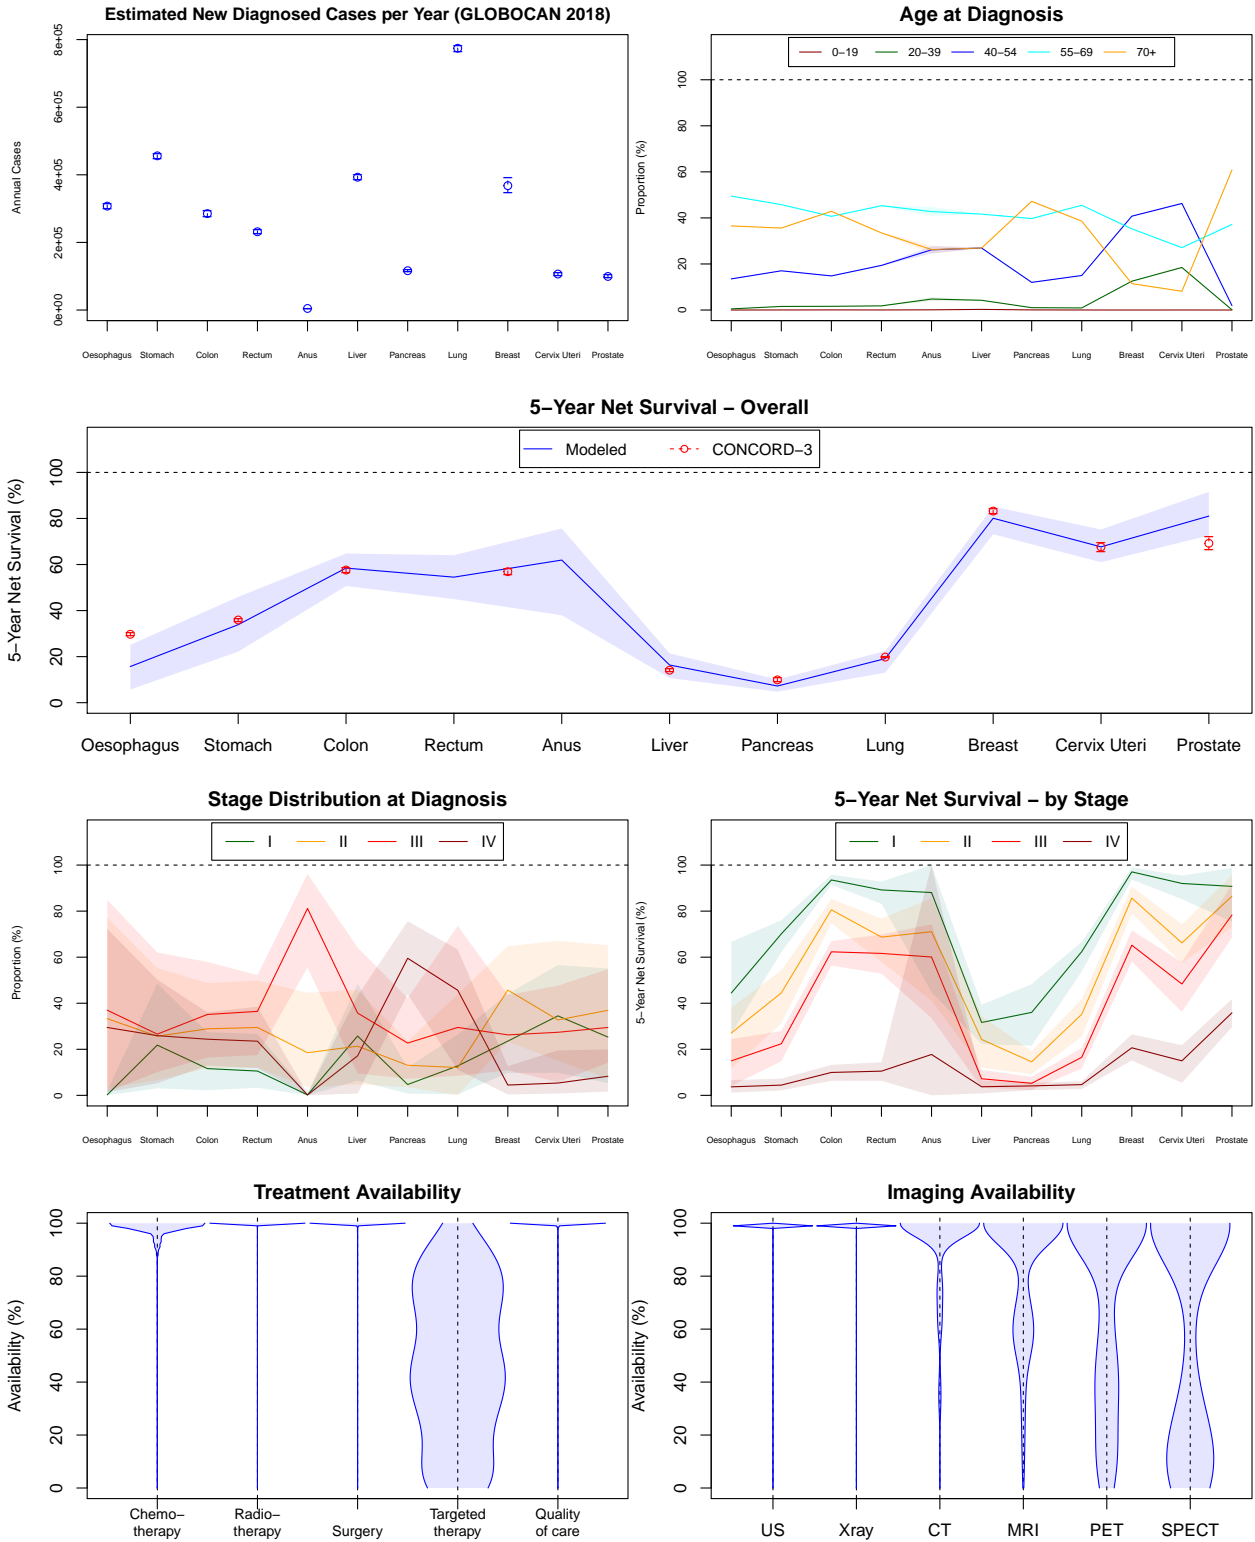 Estimated New Diagnosed Cases per Year (GLOBOCAN 2018)
Annual Cases
0e+00 2e+05 4e+05 6e+05 8e+05
Oesophagus Stomach Colon Rectum Anus Liver Pancreas Lung Breast Cervix Uteri Prostate
Age at Diagnosis
0−19 20−39 40−54 55−69 70+
Proportion (%)
0 20 40 60 80 100
Oesophagus Stomach Colon Rectum Anus Liver Pancreas Lung Breast Cervix Uteri Prostate
5−Year Net Survival − Overall
Modeled CONCORD−3
5−Year Net Survival (%)
0 20 40 60 80 100
Oesophagus Stomach Colon Rectum Anus Liver Pancreas Lung Breast Cervix Uteri Prostate
Stage Distribution at Diagnosis
I II III IV
Proportion (%)
0 20 40 60 80 100
Oesophagus Stomach Colon Rectum Anus Liver Pancreas Lung Breast Cervix Uteri Prostate
5−Year Net Survival − by Stage
I II III IV
5−Year Net Survival (%)
0 20 40 60 80 100
Oesophagus Stomach Colon Rectum Anus Liver Pancreas Lung Breast Cervix Uteri Prostate
Treatment Availability
Availability (%)
0 20 40 60 80 100
Chemo− Radio− Targeted Quality
therapy therapy Surgery therapy of care
Imaging Availability
Availability (%)
0 20 40 60 80 100
US Xray CT MRI PET SPECT